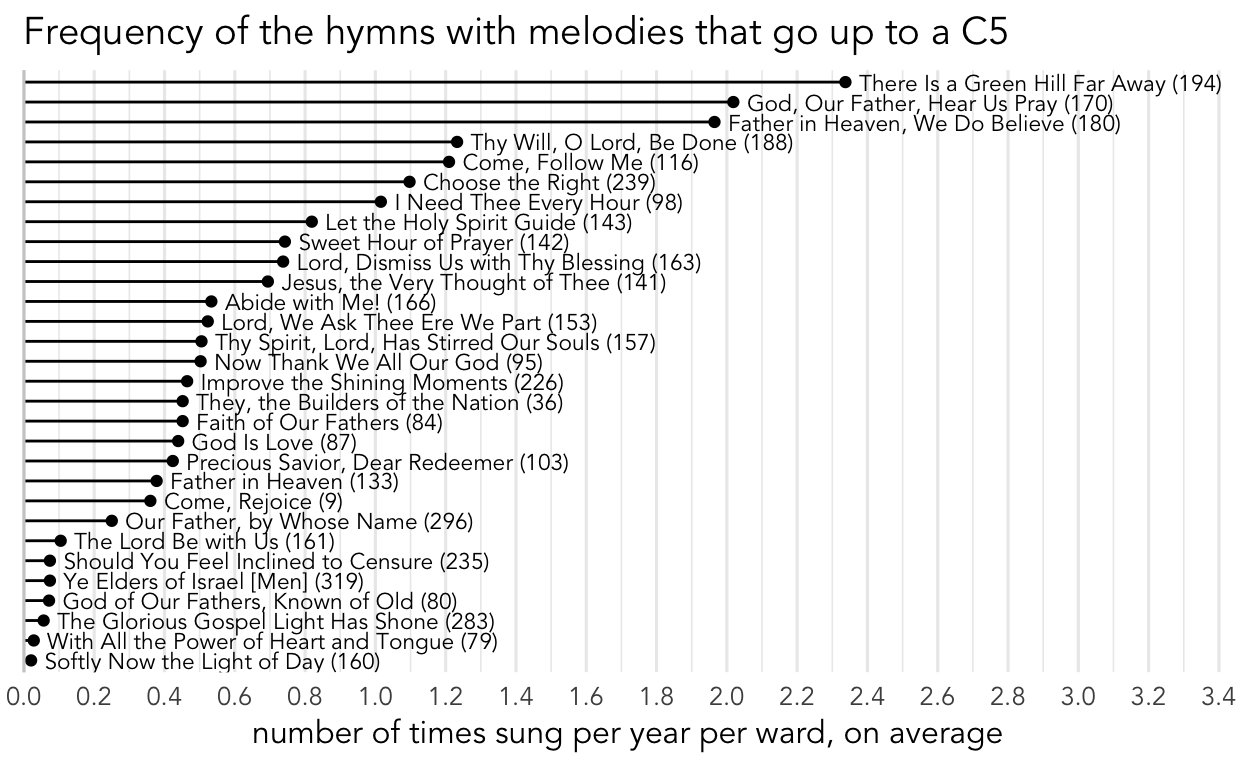 Frequency of the hymns with melodies that go up to a C5
There Is a Green Hill Far Away (194)
God, Our Father, Hear Us Pray (170)
Father in Heaven, We Do Believe (180)
Thy Will, O Lord, Be Done (188)
Come, Follow Me (116)
Choose the Right (239)
I Need Thee Every Hour (98)
Let the Holy Spirit Guide (143)
Sweet Hour of Prayer (142)
Lord, Dismiss Us with Thy Blessing (163)
Jesus, the Very Thought of Thee (141)
Abide with Me! (166)
Lord, We Ask Thee Ere We Part (153)
Thy Spirit, Lord, Has Stirred Our Souls (157)
Now Thank We All Our God (95)
Improve the Shining Moments (226)
They, the Builders of the Nation (36)
Faith of Our Fathers (84)
God Is Love (87)
Precious Savior, Dear Redeemer (103)
Father in Heaven (133)
Come, Rejoice (9)
Our Father, by Whose Name (296)
The Lord Be with Us (161)
Should You Feel Inclined to Censure (235)
Ye Elders of Israel [Men] (319)
God of Our Fathers, Known of Old (80)
The Glorious Gospel Light Has Shone (283)
With All the Power of Heart and Tongue (79)
Softly Now the Light of Day (160)
0.0 0.2 0.4 0.6 0.8 1.0 1.2 1.4 1.6 1.8 2.0 2.2 2.4 2.6 2.8 3.0 3.2 3.4
number of times sung per year per ward, on average